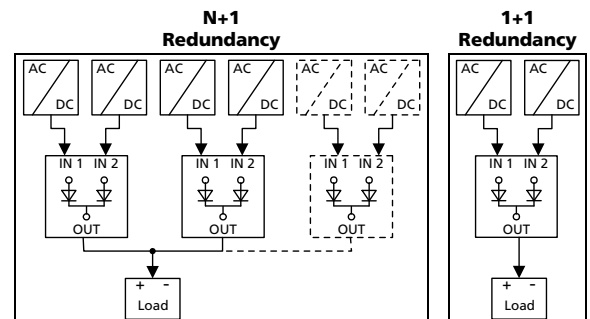 N+1
Redundancy
1+1
Redundancy
AC AC AC AC AC AC AC AC
DC DC DC DC DC DC DC DC
IN 1 IN 2 IN 1 IN 2 IN 1 IN 2 IN 1 IN 2
OUT OUT OUT OUT
+ - + -
Load Load